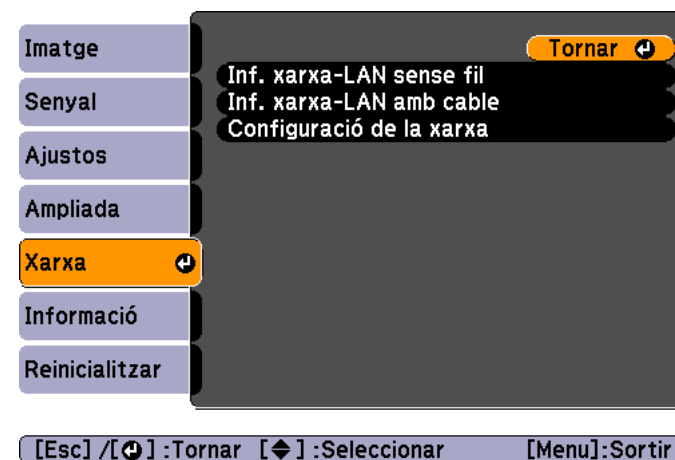 Imatge
Senyal
Ajustos
Ampliada
Xarxa
Informació
Reinicialitzar
Tornar
Inf. xarxa-LAN sense fil
Inf. xarxa-LAN amb cable
Configuració de la xarxa
[Esc] /[⏎] :Tornar [◆] :Seleccionar [Menu]:Sortir